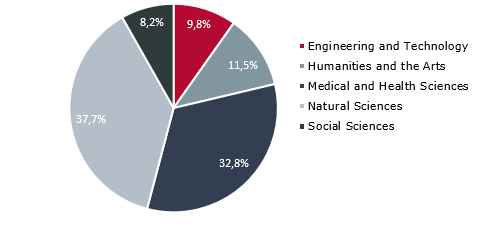 8,2%
9,8%
11,5%
37,7%
32,8%
Engineering and Technology
Humanities and the Arts
Medical and Health Sciences
Natural Sciences
Social Sciences